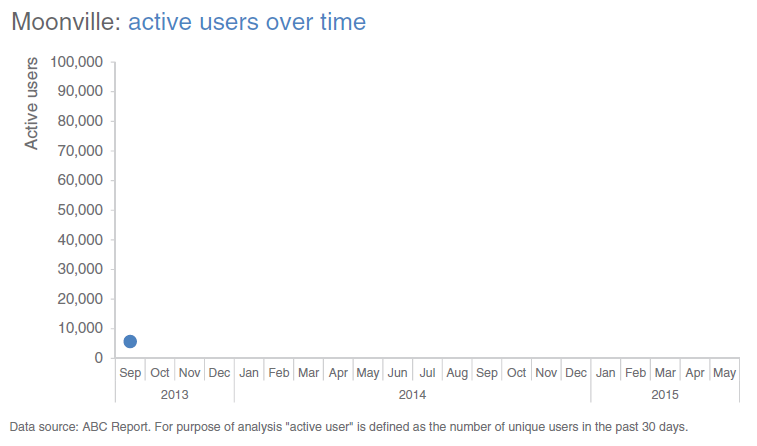 Moonville: active users over time
Active users
100,000
90,000
80,000
70,000
60,000
50,000
40,000
30,000
20,000
10,000
0
Sep Oct Nov Dec Jan Feb Mar Apr May Jun Jul Aug Sep Oct Nov Dec Jan Feb Mar Apr May
2013 2014 2015
Data source: ABC Report. For purpose of analysis "active user" is defined as the number of unique users in the past 30 days.